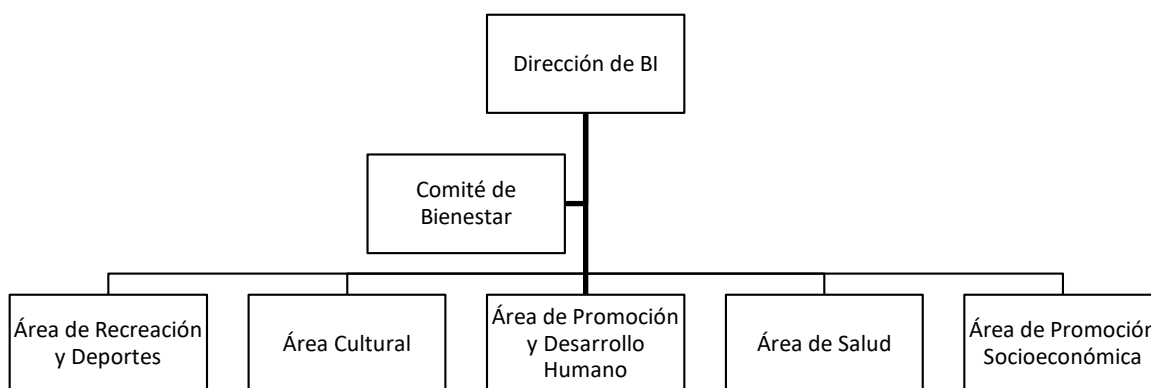 Dirección de BI
Comité de
Bienestar
Área de Recreación
y Deportes
Área Cultural
Área de Promoción
y Desarrollo
Humano
Área de Salud
Área de Promoción
Socioeconómica